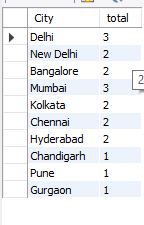 City total
Delhi 3
New Delhi 2
Bangalore 2
Mumbai 3
Kolkata 2
Chennai 2
Hyderabad 2
Chandigarh 1
Pune 1
Gurgaon 1
2